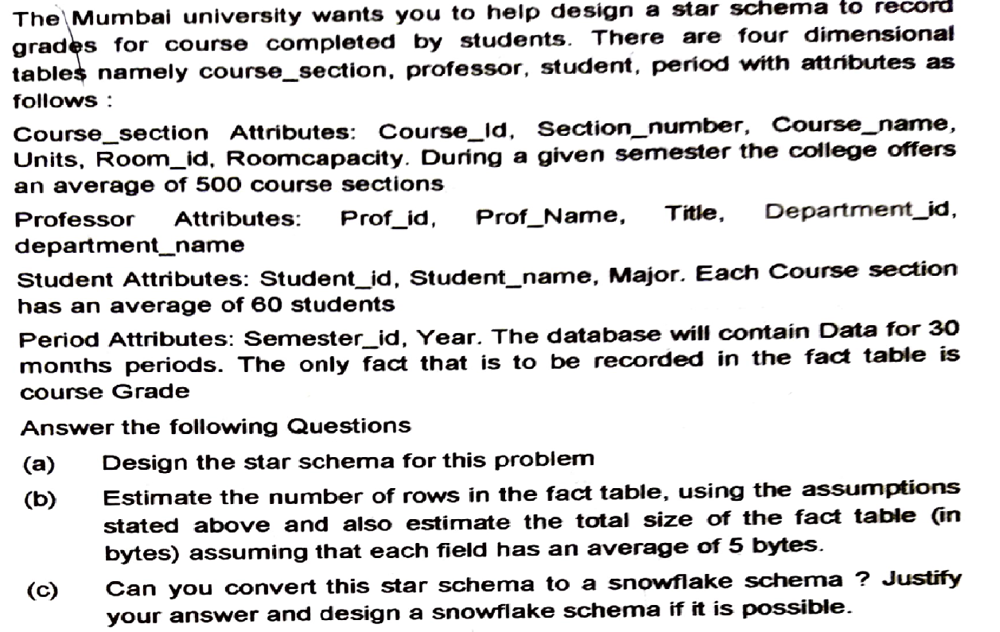 The Mumbai university wants you to help design a star schema to record
grades for course completed by students. There are four dimensional
tables namely course_section, professor, student, period with attributes as
follows :
Course_section Attributes: Course_Id, Section_number, Course_name,
Units, Room_id, Roomcapacity. During a given semester the college offers
an average of 500 course sections
Professor Attributes: Prof_id, Prof_Name, Title, Department_id,
department_name
Student Attributes: Student_id, Student_name, Major. Each Course section
has an average of 60 students
Period Attributes: Semester_id, Year. The database will contain Data for 30
months periods. The only fact that is to be recorded in the fact table is
course Grade
Answer the following Questions
(a) Design the star schema for this problem
(b) Estimate the number of rows in the fact table, using the assumptions
stated above and also estimate the total size of the fact table (in
bytes) assuming that each field has an average of 5 bytes.
(c) Can you convert this star schema to a snowflake schema ? Justify
your answer and design a snowflake schema if it is possible.